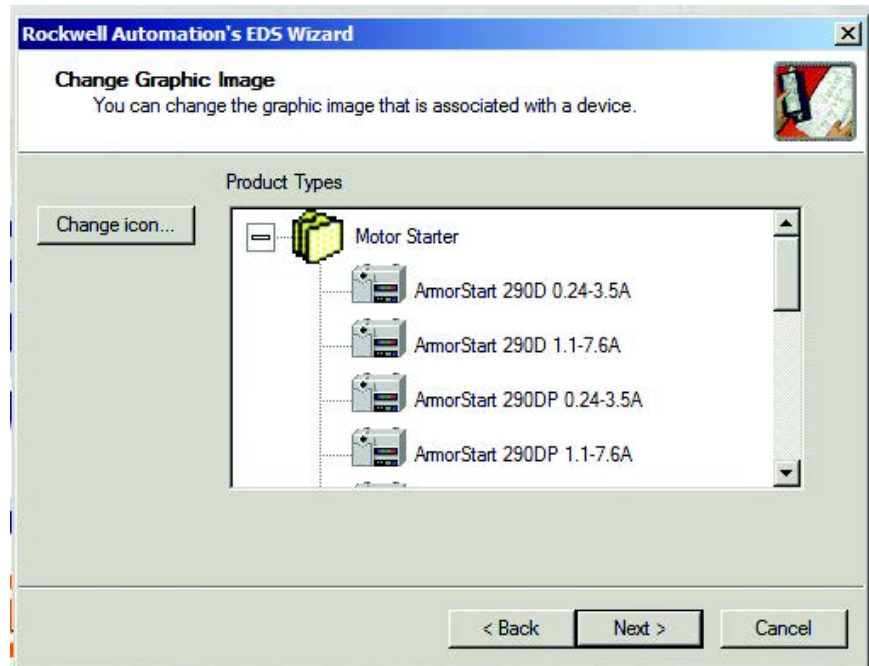 Rockwell Automation's EDS Wizard
Change Graphic Image
You can change the graphic image that is associated with a device.
Product Types
Change icon...
Motor Starter
ArmorStart 290D 0.24-3.5A
ArmorStart 290D 1.1-7.6A
ArmorStart 290DP 0.24-3.5A
ArmorStart 290DP 1.1-7.6A
< Back Next > Cancel